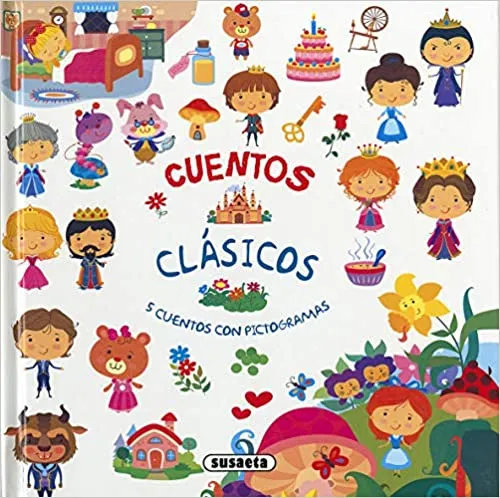 CUENTOS
CLÁSICOS
5 CUENTOS CON PICTOGRAMAS
susaeta